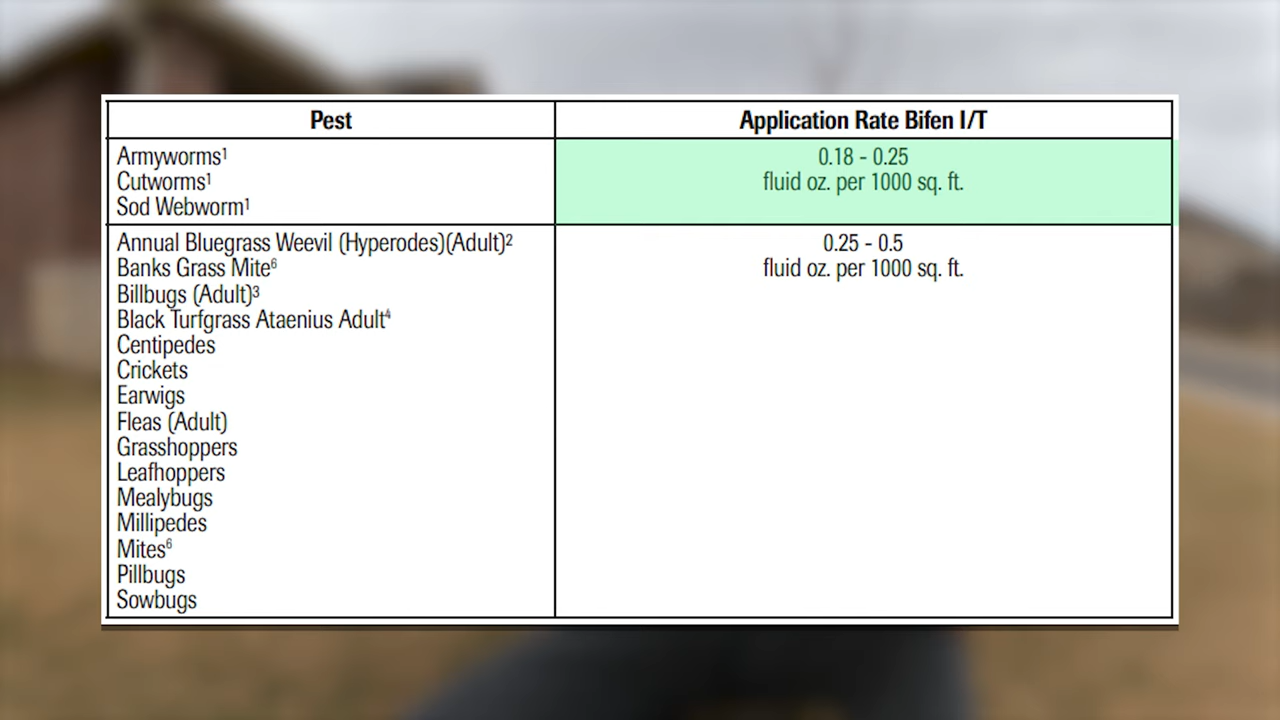 Pest
Application Rate Bifen I/T
Armyworms¹
Cutworms¹
Sod Webworm¹
0.18 - 0.25
fluid oz. per 1000 sq. ft.
Annual Bluegrass Weevil (Hyperodes)(Adult)²
Banks Grass Mite⁶
Billbugs (Adult)³
Black Turfgrass Ataenius Adult⁴
Centipedes
Crickets
Earwigs
Fleas (Adult)
Grasshoppers
Leafhoppers
Mealybugs
Millipedes
Mites⁶
Pillbugs
Sowbugs
0.25 - 0.5
fluid oz. per 1000 sq. ft.